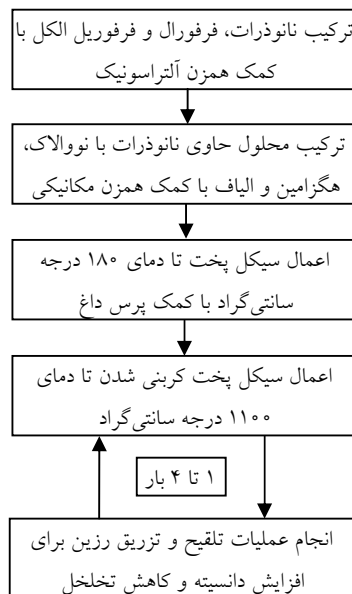 ترکیب نانوذرات، فرفورال و فرفوریل الکل با
کمک همزن آلتراسونیک
ترکیب محلول حاوی نانوذرات با نووالاک،
هگزامین و الیاف با کمک همزن مکانیکی
اعمال سیکل پخت تا دمای ۱۸۰ درجه
سانتی‌گراد با کمک پرس داغ
اعمال سیکل پخت کربنی شدن تا دمای
۱۱۰۰ درجه سانتی‌گراد
۱ تا ۴ بار
انجام عملیات تلقیح و تزریق رزین برای
افزایش دانسیته و کاهش تخلخل